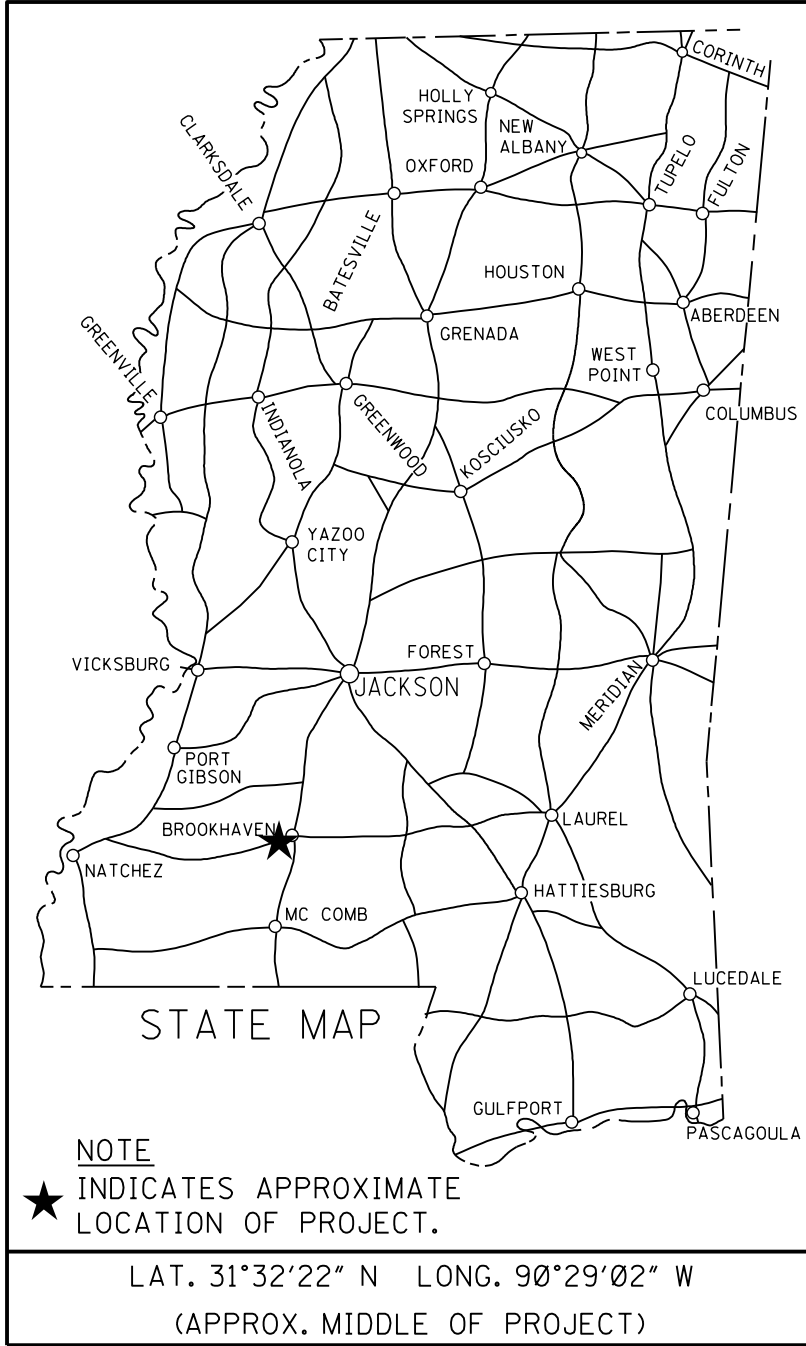 CORINTH
HOLLY
SPRINGS
NEW
ALBANY
CLARKSDALE
OXFORD
TUPELO
FULTON
BATESVILLE
HOUSTON
ABERDEEN
GREENVILLE
GRENADA
WEST
POINT
COLUMBUS
INDIANOLA
GREENWOOD
KOSCIUSKO
YAZOO
CITY
VICKSBURG
FOREST
JACKSON
MERIDIAN
PORT
GIBSON
BROOKHAVEN
LAUREL
NATCHEZ
HATTIESBURG
MC COMB
LUCEDALE
STATE MAP
GULFPORT
PASCAGOULA
NOTE
INDICATES APPROXIMATE
LOCATION OF PROJECT.
LAT. 31°32'22" N LONG. 90°29'02" W
(APPROX. MIDDLE OF PROJECT)